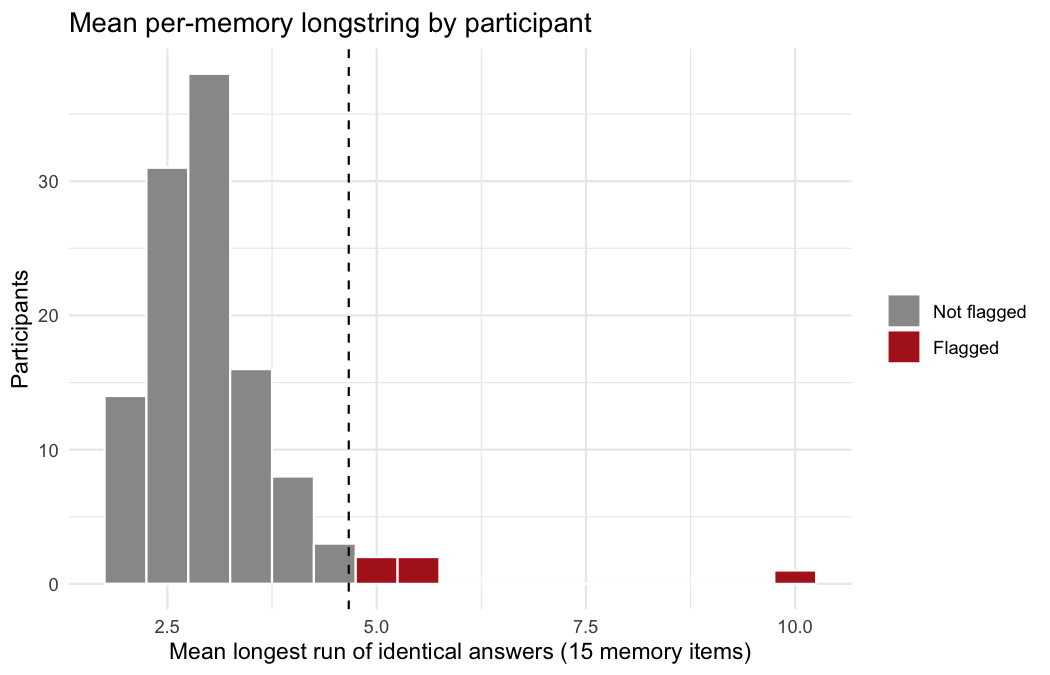 Mean per-memory longstring by participant
Participants
30
20
10
0
2.5 5.0 7.5 10.0
Mean longest run of identical answers (15 memory items)
Not flagged
Flagged